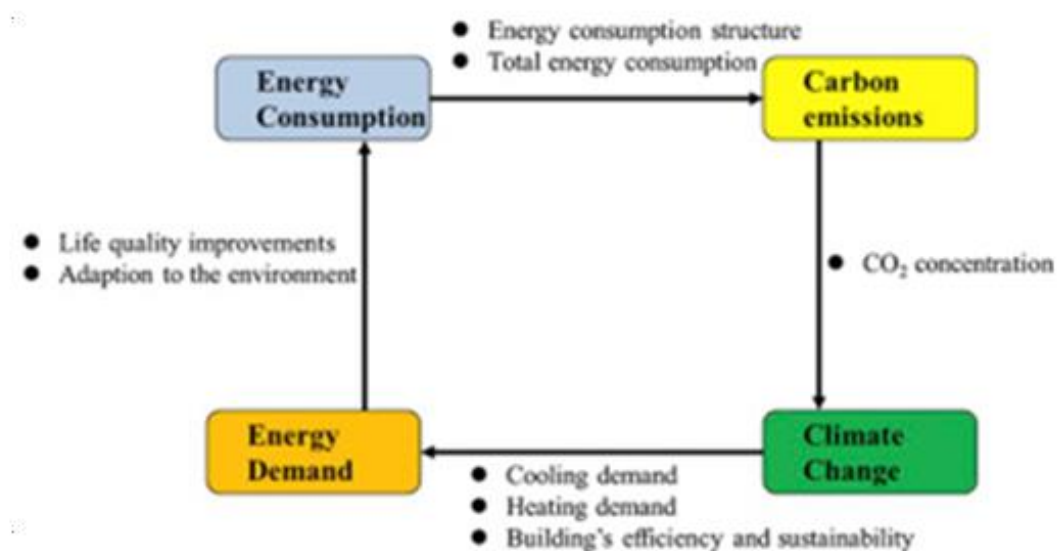 ● Energy consumption structure
● Total energy consumption
Energy
Consumption
Carbon
emissions
● Life quality improvements
● Adaption to the environment
● CO₂ concentration
Energy
Demand
Climate
Change
● Cooling demand
● Heating demand
● Building's efficiency and sustainability